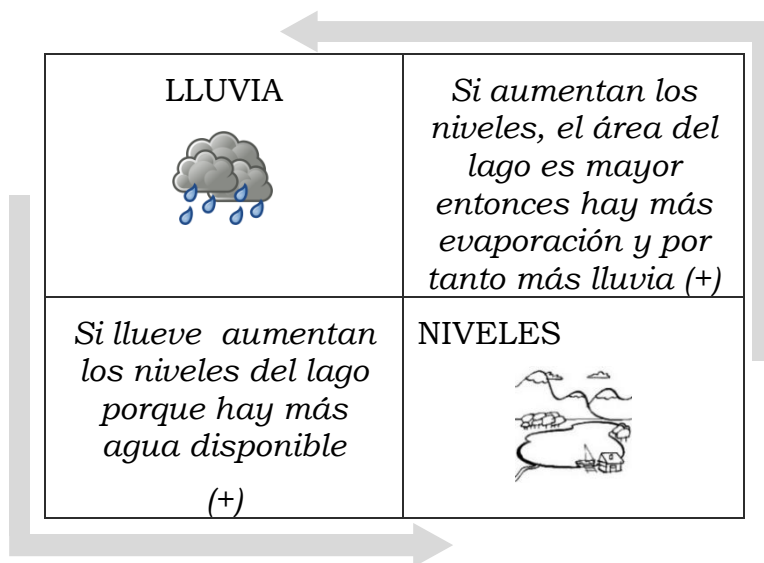 LLUVIA
Si aumentan los
niveles, el área del
lago es mayor
entonces hay más
evaporación y por
tanto más lluvia (+)
Si llueve aumentan
los niveles del lago
porque hay más
agua disponible
(+)
NIVELES